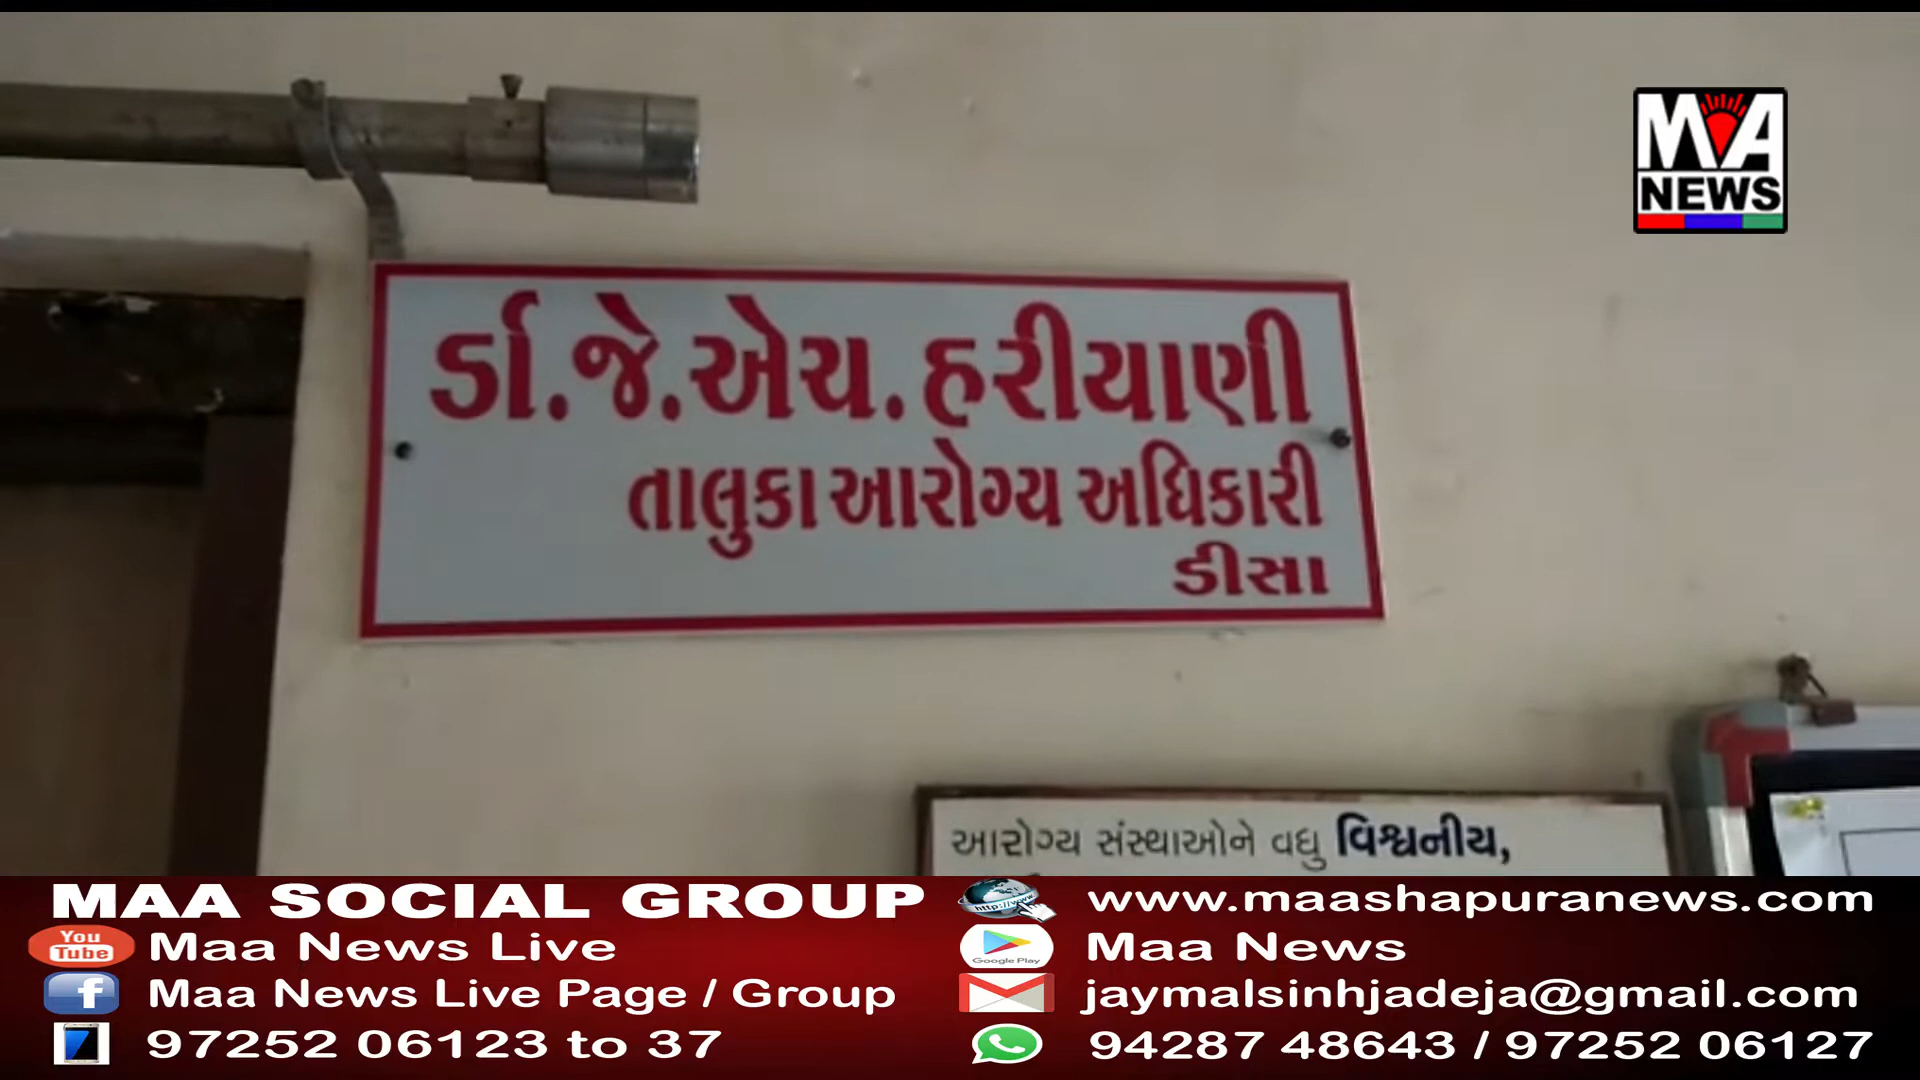 MAA
NEWS
ર્ડા.જે.એચ.હરીયાણી
તાલુકા આરોગ્ય અધિકારી
ડીસા
આરોગ્ય સંસ્થાઓને વધુ વિશ્વનીય,
MAA SOCIAL GROUP
http://www
www.maashapuranews.com
You Tube
Maa News Live
Google Play
Maa News
f
Maa News Live Page / Group
jaymalsinhjadeja@gmail.com
97252 06123 to 37
94287 48643 / 97252 06127